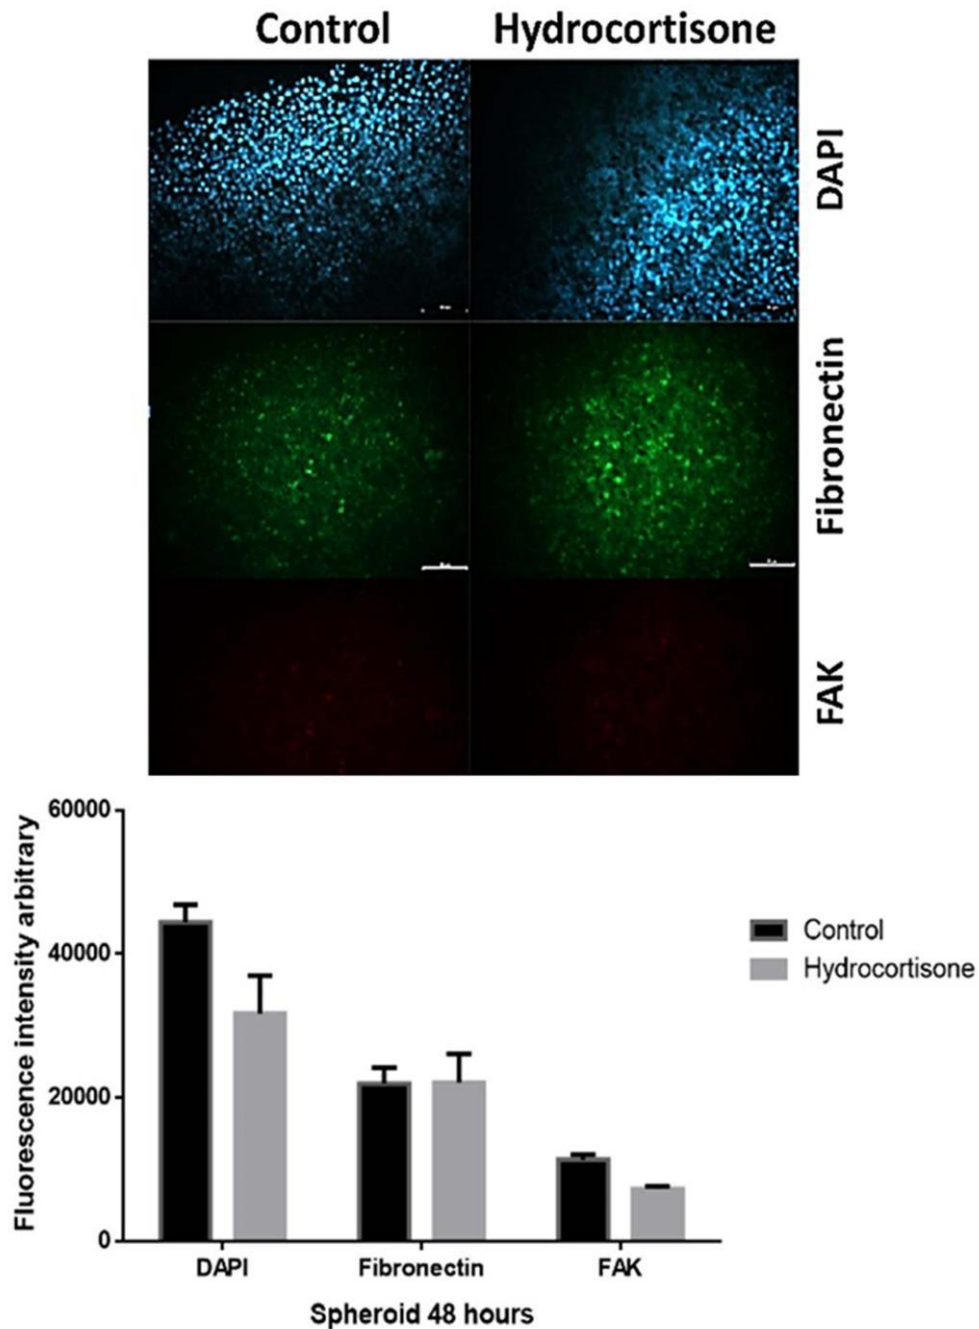 Control Hydrocortisone
DAPI
Fibronectin
FAK
Fluorescence intensity arbitrary
60000
40000
20000
0
Control
Hydrocortisone
DAPI Fibronectin FAK
Spheroid 48 hours